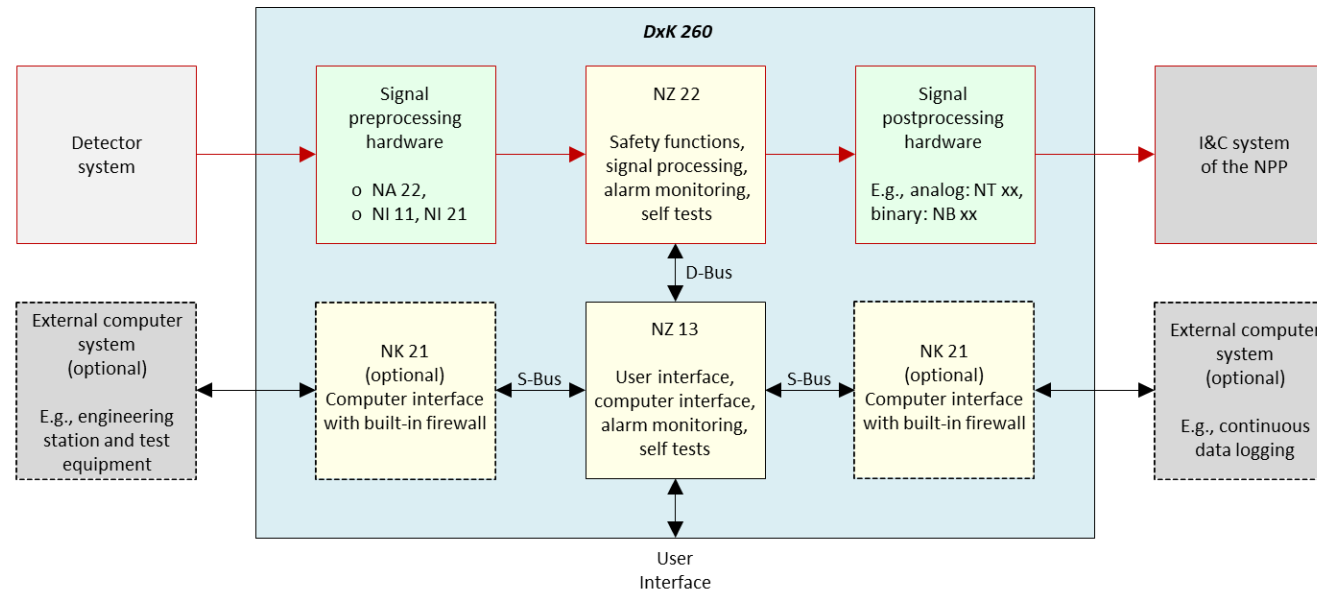 DxK 260
Detector
system
Signal
preprocessing
hardware
o NA 22,
o NI 11, NI 21
NZ 22
Safety functions,
signal processing,
alarm monitoring,
self tests
Signal
postprocessing
hardware
E.g., analog: NT xx,
binary: NB xx
I&C system
of the NPP
D-Bus
External computer
system
(optional)
E.g., engineering
station and test
equipment
NK 21
(optional)
Computer interface
with built-in firewall
S-Bus
NZ 13
User interface,
computer interface,
alarm monitoring,
self tests
S-Bus
NK 21
(optional)
Computer interface
with built-in firewall
External computer
system
(optional)
E.g., continuous
data logging
User
Interface